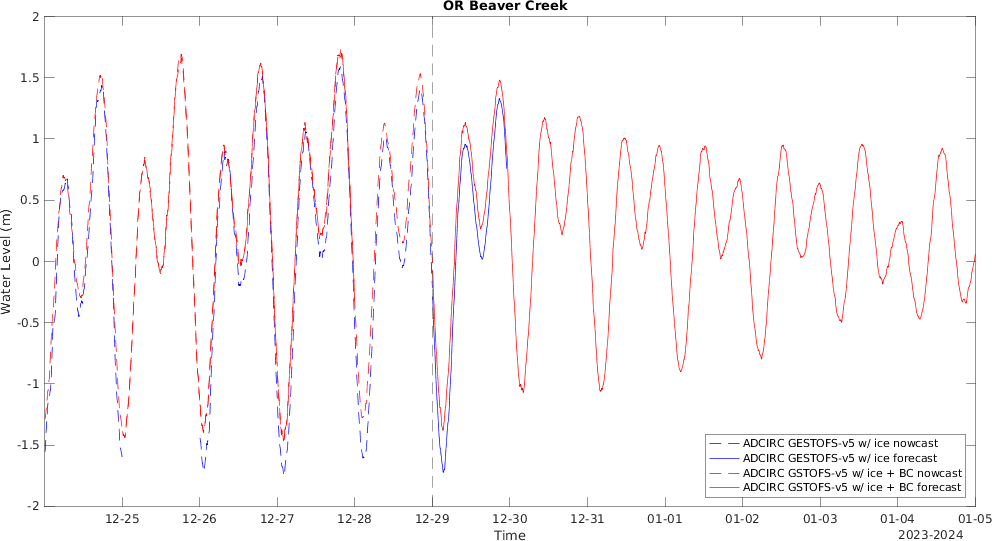 OR Beaver Creek
2
1.5
1
0.5
0
-0.5
-1
-1.5
-2
Water Level (m)
ADCIRC GESTOFS-v5 w/ ice nowcast
ADCIRC GESTOFS-v5 w/ ice forecast
ADCIRC GSTOFS-v5 w/ ice + BC nowcast
ADCIRC GSTOFS-v5 w/ ice + BC forecast
12-25 12-26 12-27 12-28 12-29 12-30 12-31 01-01 01-02 01-03 01-04 01-05
Time
2023-2024